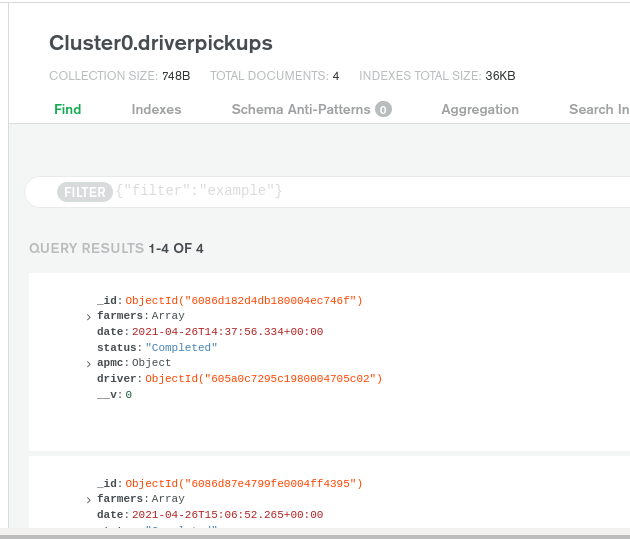 Cluster0.driverpickups
COLLECTION SIZE: 748B TOTAL DOCUMENTS: 4 INDEXES TOTAL SIZE: 36KB
Find Indexes Schema Anti-Patterns 0 Aggregation Search In
FILTER {"filter":"example"}
QUERY RESULTS 1-4 OF 4
_id: ObjectId("6086d182d4db180004ec746f")
farmers: Array
date: 2021-04-26T14:37:56.334+00:00
status: "Completed"
apmc: Object
driver: ObjectId("605a0c7295c1980004705c02")
__v: 0
_id: ObjectId("6086d87e4799fe0004ff4395")
farmers: Array
date: 2021-04-26T15:06:52.265+00:00